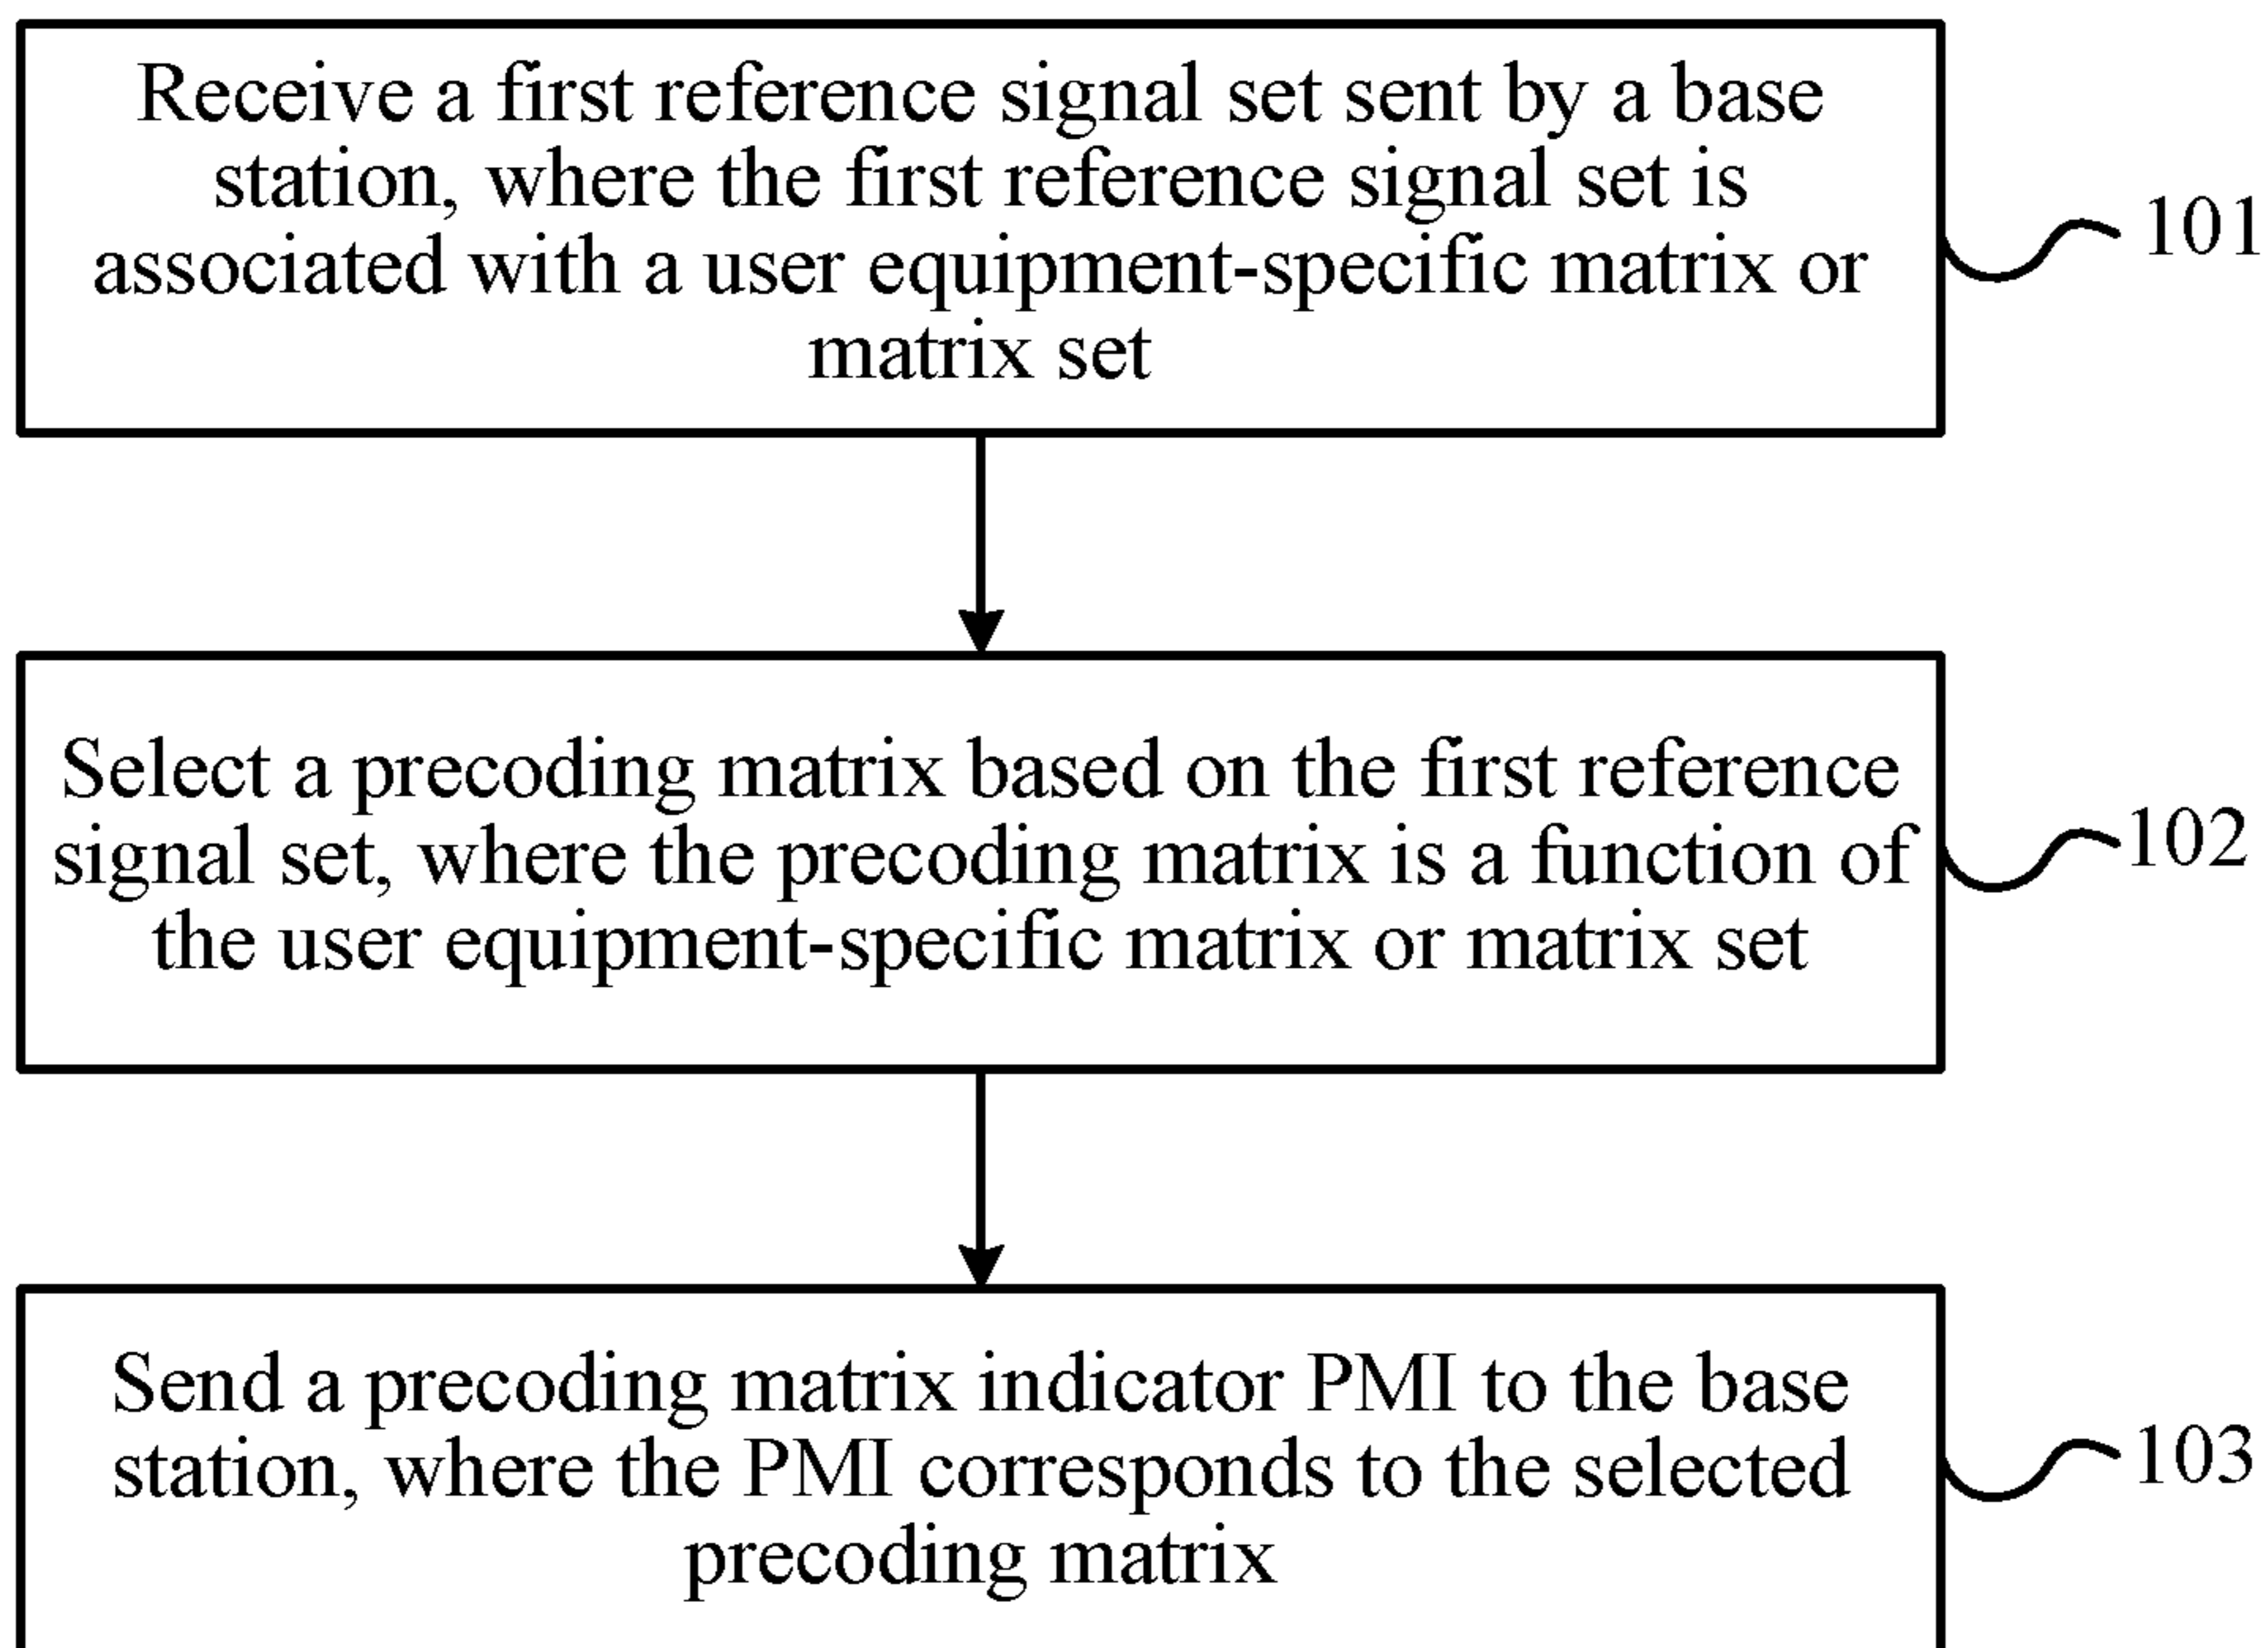 Receive a first reference signal set sent by a base
station, where the first reference signal set is
associated with a user equipment-specific matrix or
matrix set
101
Select a precoding matrix based on the first reference
signal set, where the precoding matrix is a function of
the user equipment-specific matrix or matrix set
102
Send a precoding matrix indicator PMI to the base
station, where the PMI corresponds to the selected
precoding matrix
103